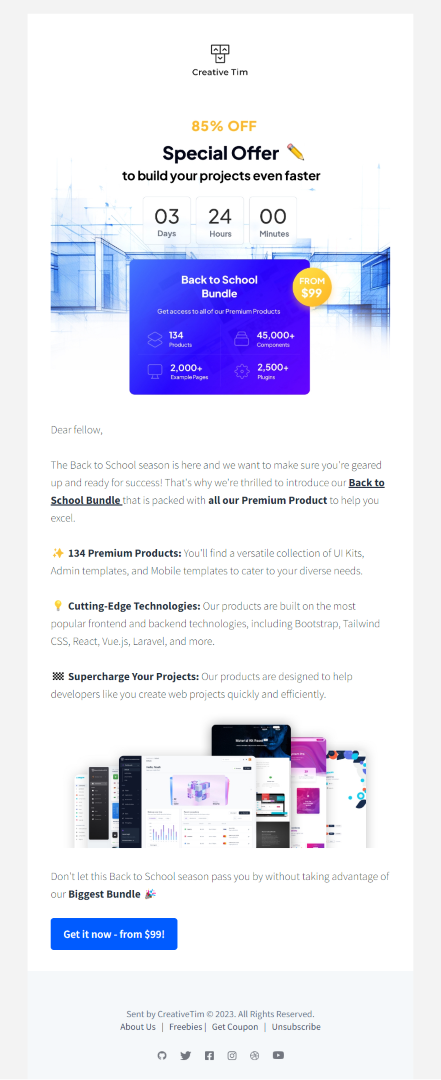 Creative Tim
85% OFF
Special Offer ✏️
to build your projects even faster
03 24 00
Days Hours Minutes
Back to School
Bundle
FROM
$99
Get access to all of our Premium Products
134
Products
45,000+
Components
2,000+
Example Pages
2,500+
Plugins
Dear fellow,
The Back to School season is here and we want to make sure you're geared
up and ready for success! That's why we're thrilled to introduce our Back to
School Bundle that is packed with all our Premium Product to help you
excel.
✨ 134 Premium Products: You'll find a versatile collection of UI Kits,
Admin templates, and Mobile templates to cater to your diverse needs.
💡 Cutting-Edge Technologies: Our products are built on the most
popular frontend and backend technologies, including Bootstrap, Tailwind
CSS, React, Vue.js, Laravel, and more.
🏁 Supercharge Your Projects: Our products are designed to help
developers like you create web projects quickly and efficiently.
Don't let this Back to School season pass you by without taking advantage of
our Biggest Bundle 🎉
Get it now - from $99!
Sent by CreativeTim © 2023. All Rights Reserved.
About Us | Freebies | Get Coupon | Unsubscribe